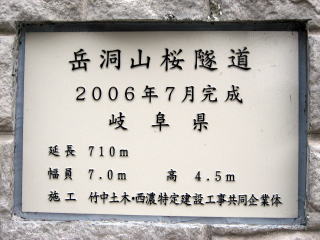 岳洞山桜隧道
2006年7月完成
岐阜県
延長 710m
幅員 7.0m 高 4.5m
施工 竹中土木・西濃特定建設工事共同企業体